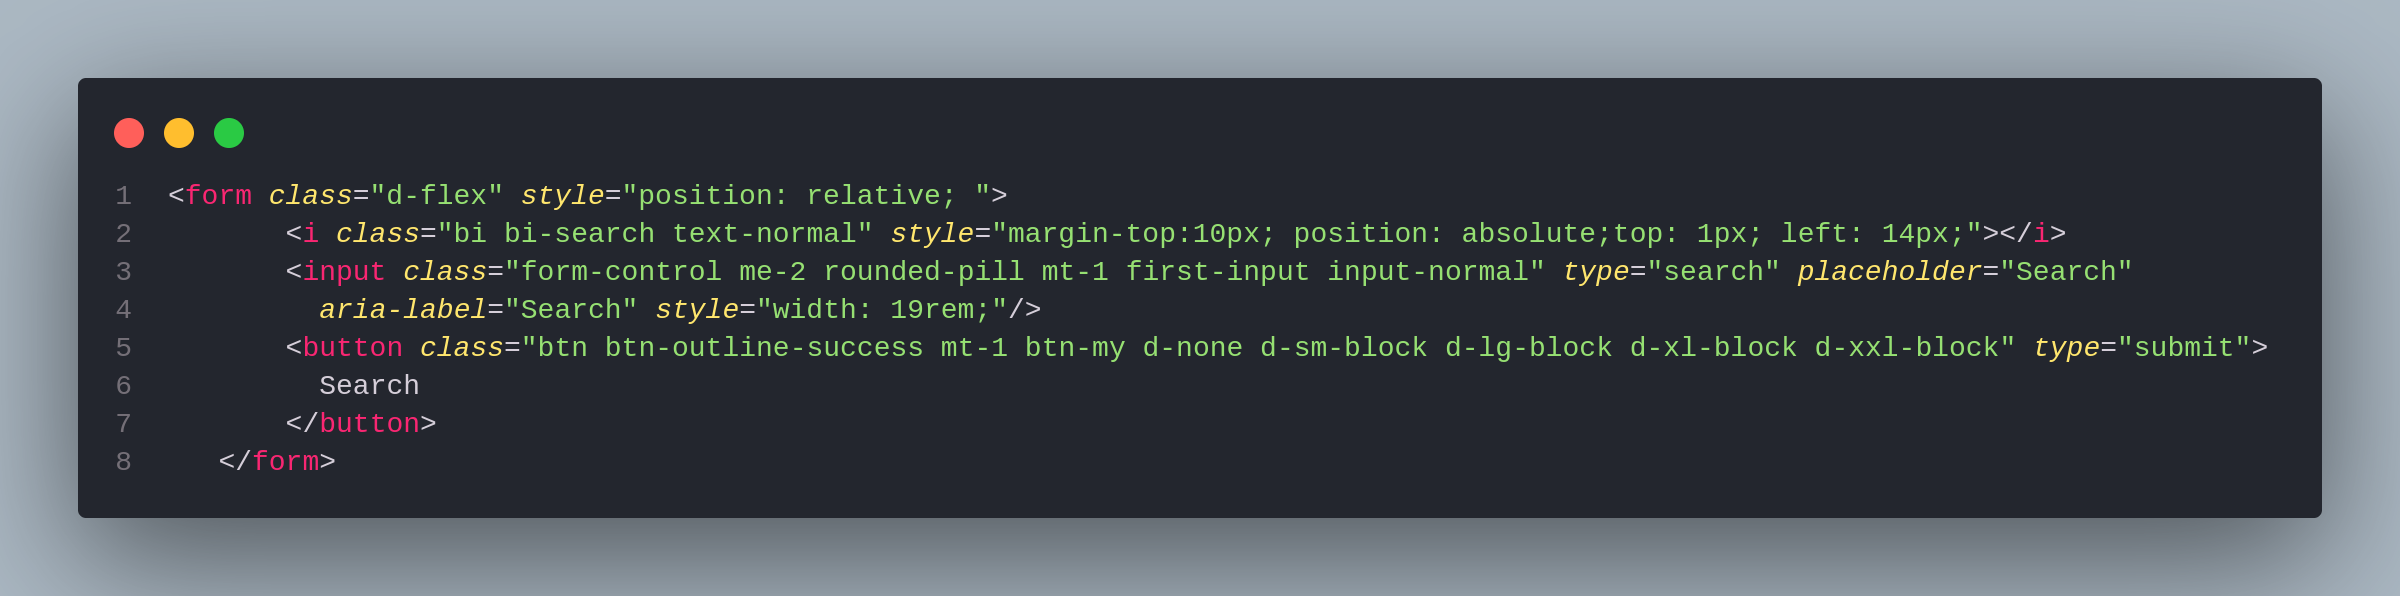 1 <form class="d-flex" style="position: relative; ">
2        <i class="bi bi-search text-normal" style="margin-top:10px; position: absolute;top: 1px; left: 14px;"></i>
3        <input class="form-control me-2 rounded-pill mt-1 first-input input-normal" type="search" placeholder="Search"
4          aria-label="Search" style="width: 19rem;"/>
5        <button class="btn btn-outline-success mt-1 btn-my d-none d-sm-block d-lg-block d-xl-block d-xxl-block" type="submit">
6          Search
7        </button>
8    </form>